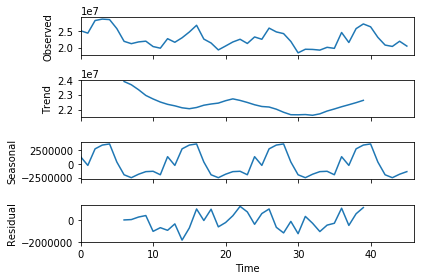 1e7
Observed
2.5
2.0
1e7
Trend
2.4
2.3
2.2
Seasonal
2500000
0
−2500000
Residual
0
−2000000
0
10
20
30
40
Time